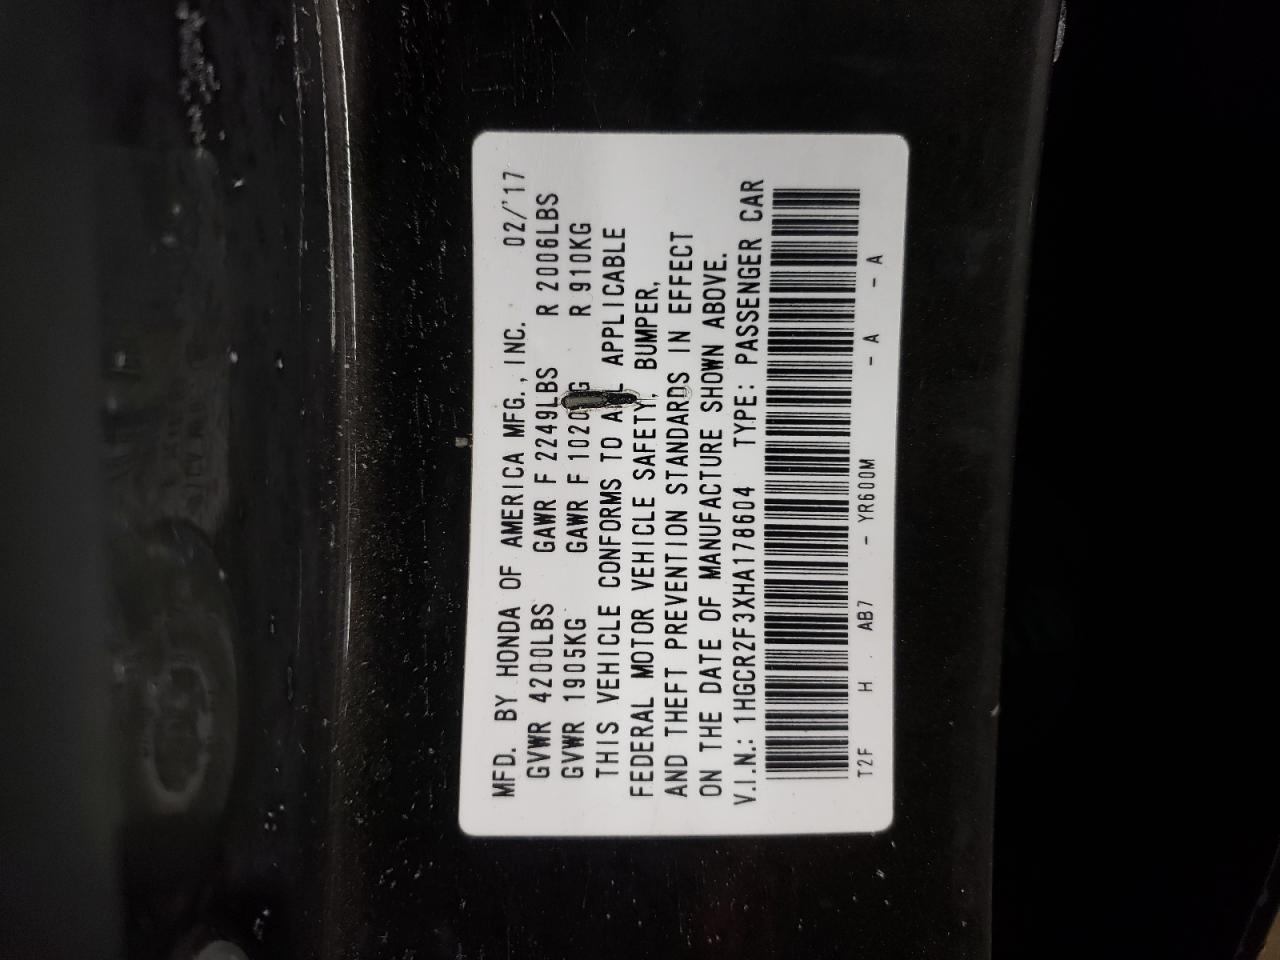 MFD. BY HONDA OF AMERICA MFG., INC. 02/'17
GVWR 4200LBS GAWR F 2249LBS R 2006LBS
GVWR 1905KG GAWR F 1020 G R 910KG
THIS VEHICLE CONFORMS TO A L APPLICABLE
FEDERAL MOTOR VEHICLE SAFETY, BUMPER,
AND THEFT PREVENTION STANDARDS IN EFFECT
ON THE DATE OF MANUFACTURE SHOWN ABOVE.
V.I.N.: 1HGCR2F3XHA178604 TYPE: PASSENGER CAR
T2F H . AB7 - YR600M - A - A